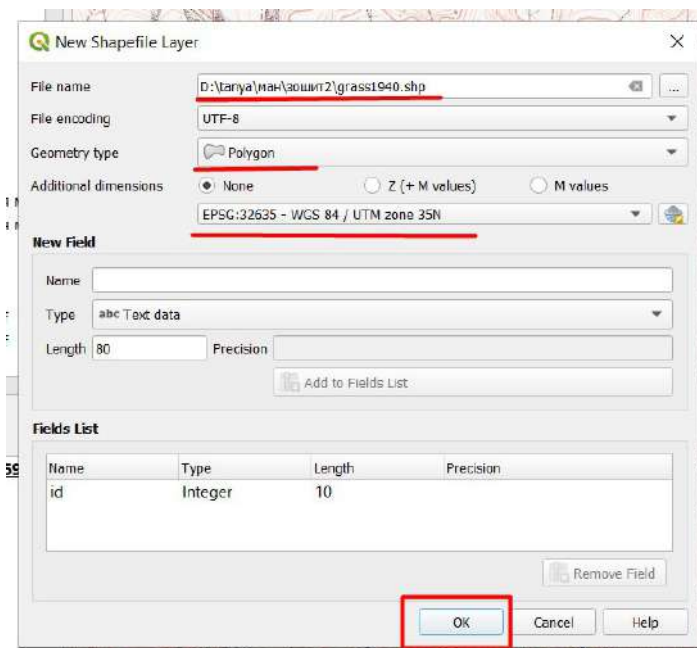 New Shapefile Layer
File name D:\tanya\ман\зошит2\grass1940.shp ...
File encoding UTF-8
Geometry type Polygon
Additional dimensions None Z (+ M values) M values
EPSG:32635 - WGS 84 / UTM zone 35N
New Field
Name
Type abc Text data
Length 80 Precision
Add to Fields List
Fields List
Name Type Length Precision
id Integer 10
Remove Field
OK Cancel Help